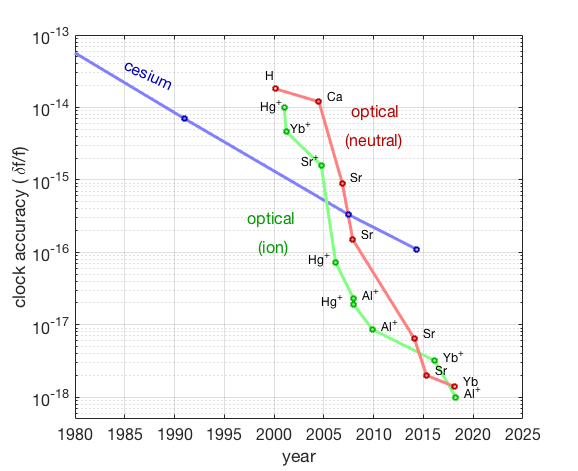 10⁻¹³
cesium
H
Ca
10⁻¹⁴
Hg⁺
optical
(neutral)
Yb⁺
Sr⁺
10⁻¹⁵
Sr
optical
(ion)
Sr
10⁻¹⁶
Hg⁺
Hg⁺
Al⁺
10⁻¹⁷
Al⁺
Sr
Yb⁺
Sr
Yb
10⁻¹⁸
Al⁺
clock accuracy ( δf/f)
1980 1985 1990 1995 2000 2005 2010 2015 2020 2025
year